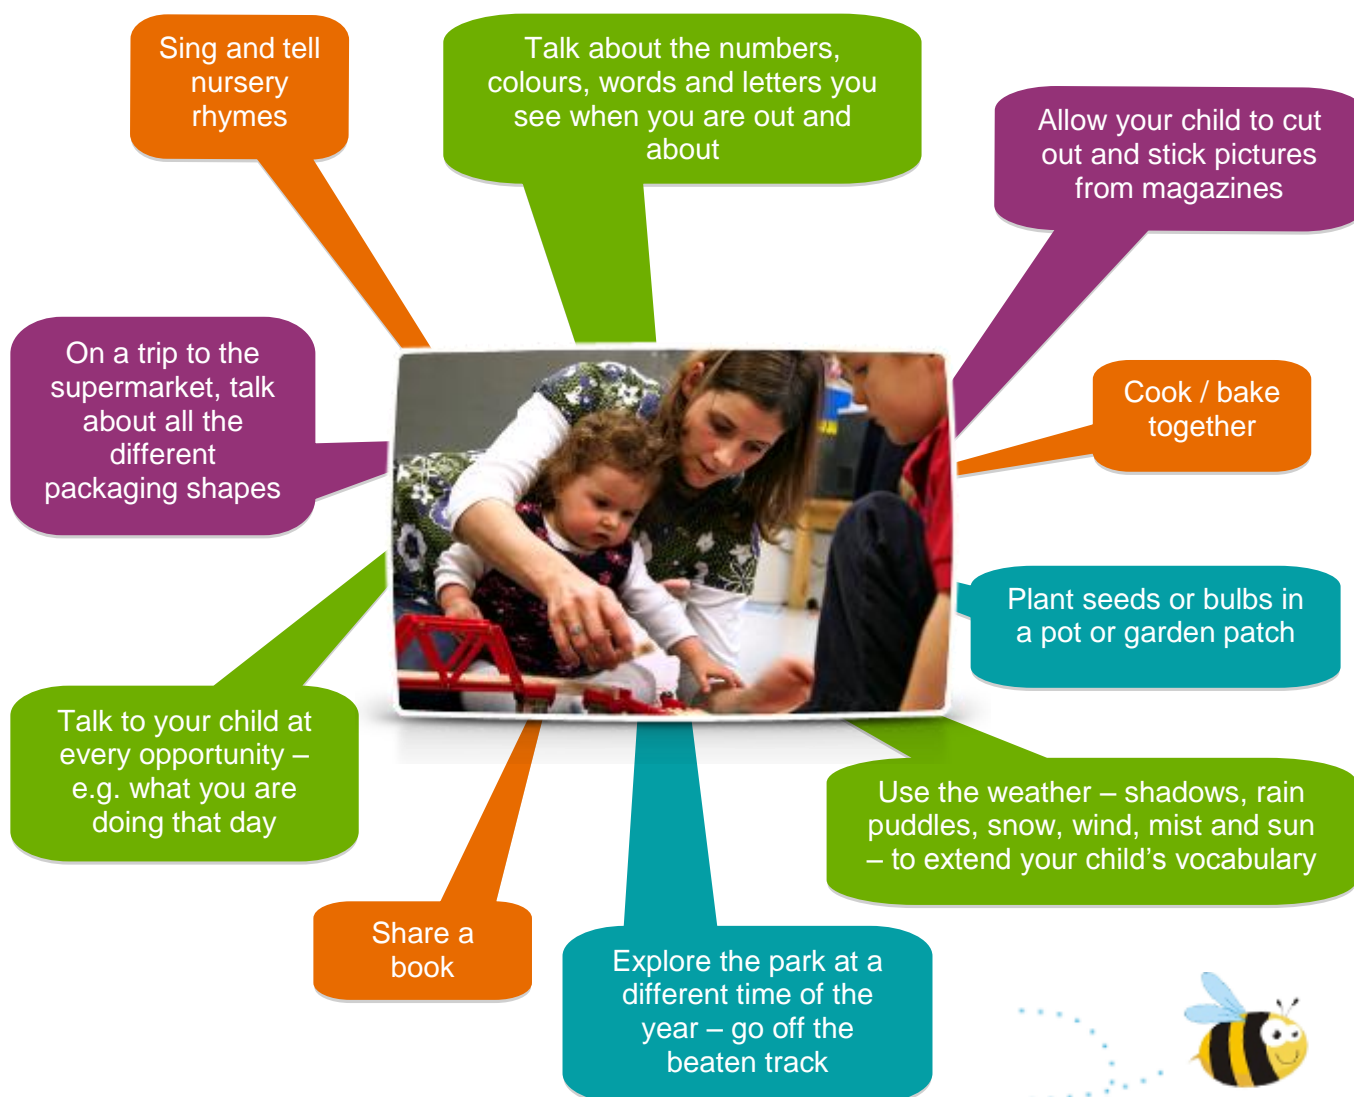 Sing and tell
nursery
rhymes
Talk about the numbers,
colours, words and letters you
see when you are out and
about
Allow your child to cut
out and stick pictures
from magazines
On a trip to the
supermarket, talk
about all the
different
packaging shapes
Cook / bake
together
Plant seeds or bulbs in
a pot or garden patch
Talk to your child at
every opportunity –
e.g. what you are
doing that day
Use the weather – shadows, rain
puddles, snow, wind, mist and sun
– to extend your child’s vocabulary
Share a
book
Explore the park at a
different time of the
year – go off the
beaten track